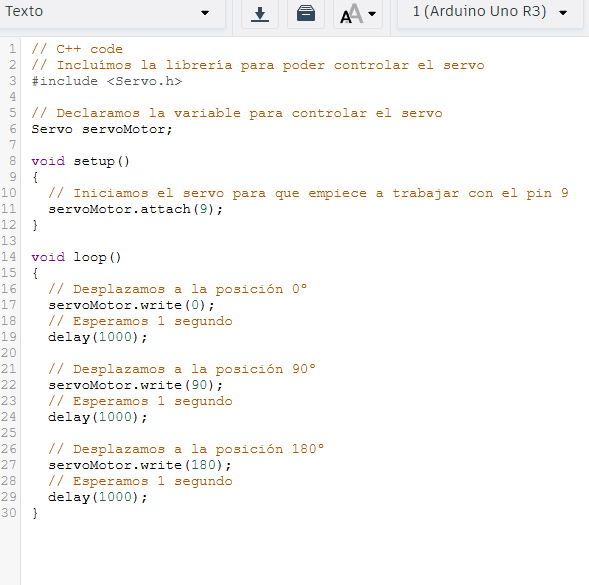 Texto
1 (Arduino Uno R3)
1 // C++ code
2 // Incluímos la librería para poder controlar el servo
3 #include <Servo.h>
4
5 // Declaramos la variable para controlar el servo
6 Servo servoMotor;
7
8 void setup()
9 {
10   // Iniciamos el servo para que empiece a trabajar con el pin 9
11   servoMotor.attach(9);
12 }
13
14 void loop()
15 {
16   // Desplazamos a la posición 0º
17   servoMotor.write(0);
18   // Esperamos 1 segundo
19   delay(1000);
20
21   // Desplazamos a la posición 90º
22   servoMotor.write(90);
23   // Esperamos 1 segundo
24   delay(1000);
25
26   // Desplazamos a la posición 180º
27   servoMotor.write(180);
28   // Esperamos 1 segundo
29   delay(1000);
30 }